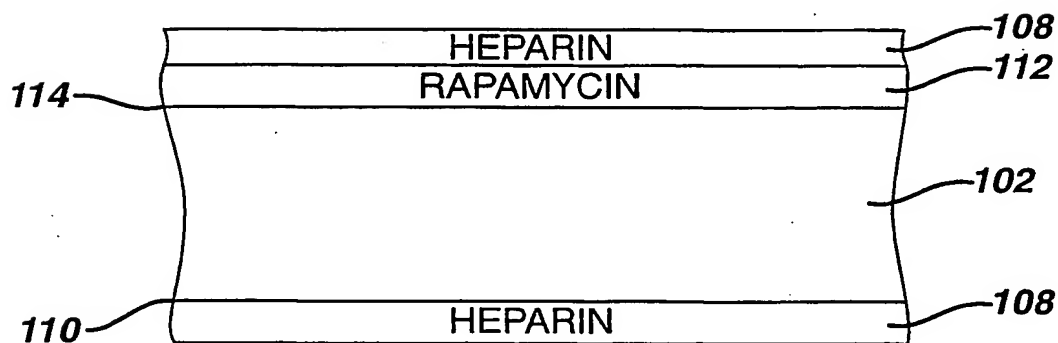 HEPARIN 108
RAPAMYCIN 112
114
102
110 HEPARIN 108